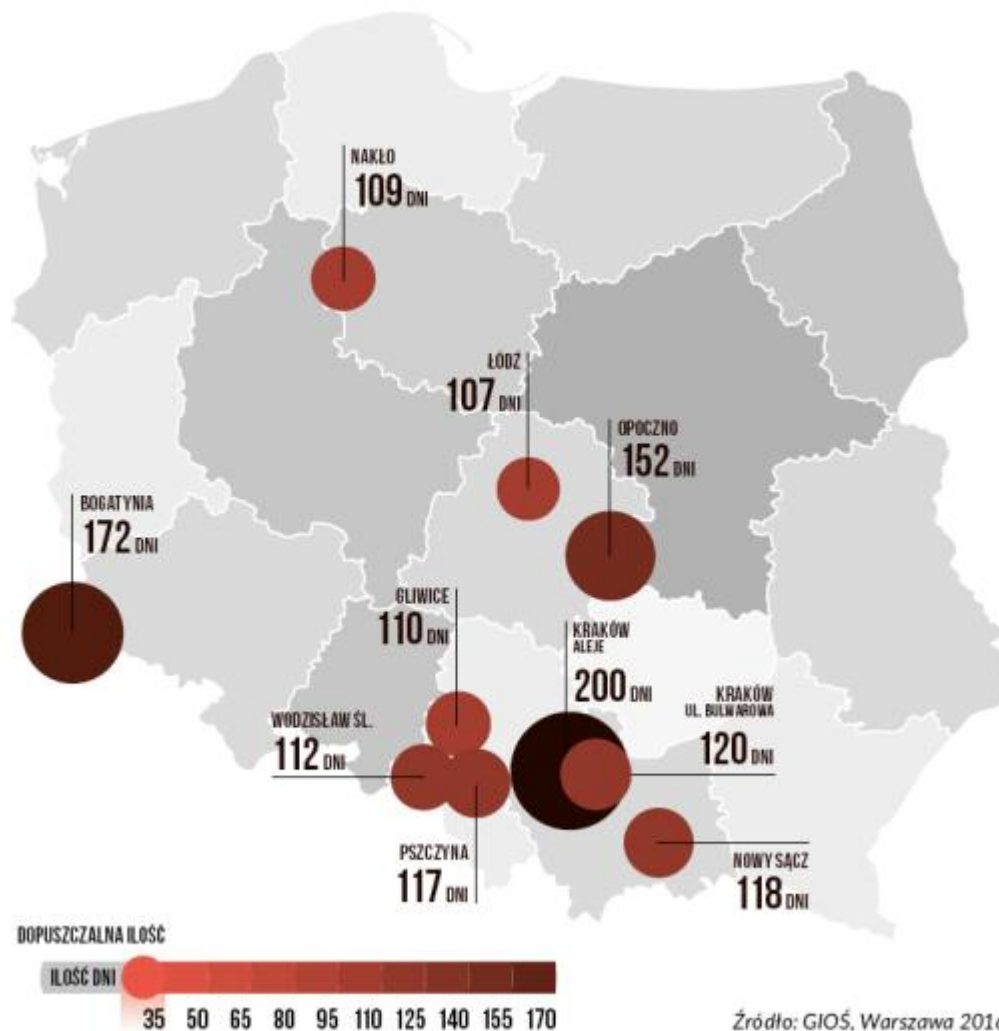 NAKŁO
109 DNI
ŁÓDŹ
107 DNI
OPOCZNO
152 DNI
BOGATYNIA
172 DNI
GLIWICE
110 DNI
KRAKÓW
ALEJE
200 DNI
KRAKÓW
UL. BULWAROWA
120 DNI
WODZISŁAW ŚL.
112 DNI
PSZCZYNA
117 DNI
NOWY SĄCZ
118 DNI
DOPUSZCZALNA ILOŚĆ
ILOŚĆ DNI
35 50 65 80 95 110 125 140 155 170
Źródło: GIOŚ, Warszawa